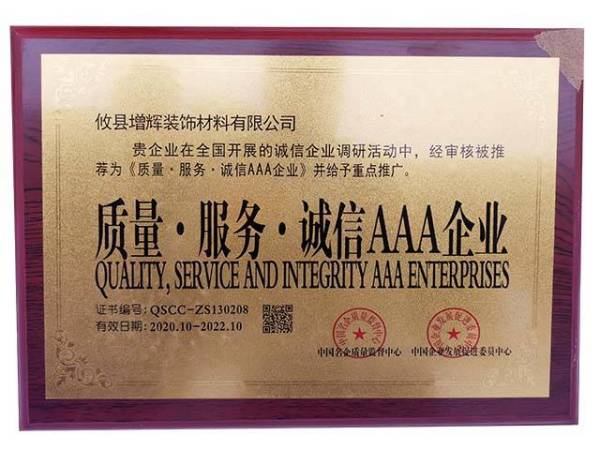 攸县增辉装饰材料有限公司
贵企业在全国开展的诚信企业调研活动中，经审核被推
荐为《质量·服务·诚信AAA企业》并给予重点推广。
质量·服务·诚信AAA企业
QUALITY, SERVICE AND INTEGRITY AAA ENTERPRISES
证书编号: QSCC-ZS130208
有效日期: 2020.10-2022.10
中国名企质量监督中心
中国企业发展促进委员中心